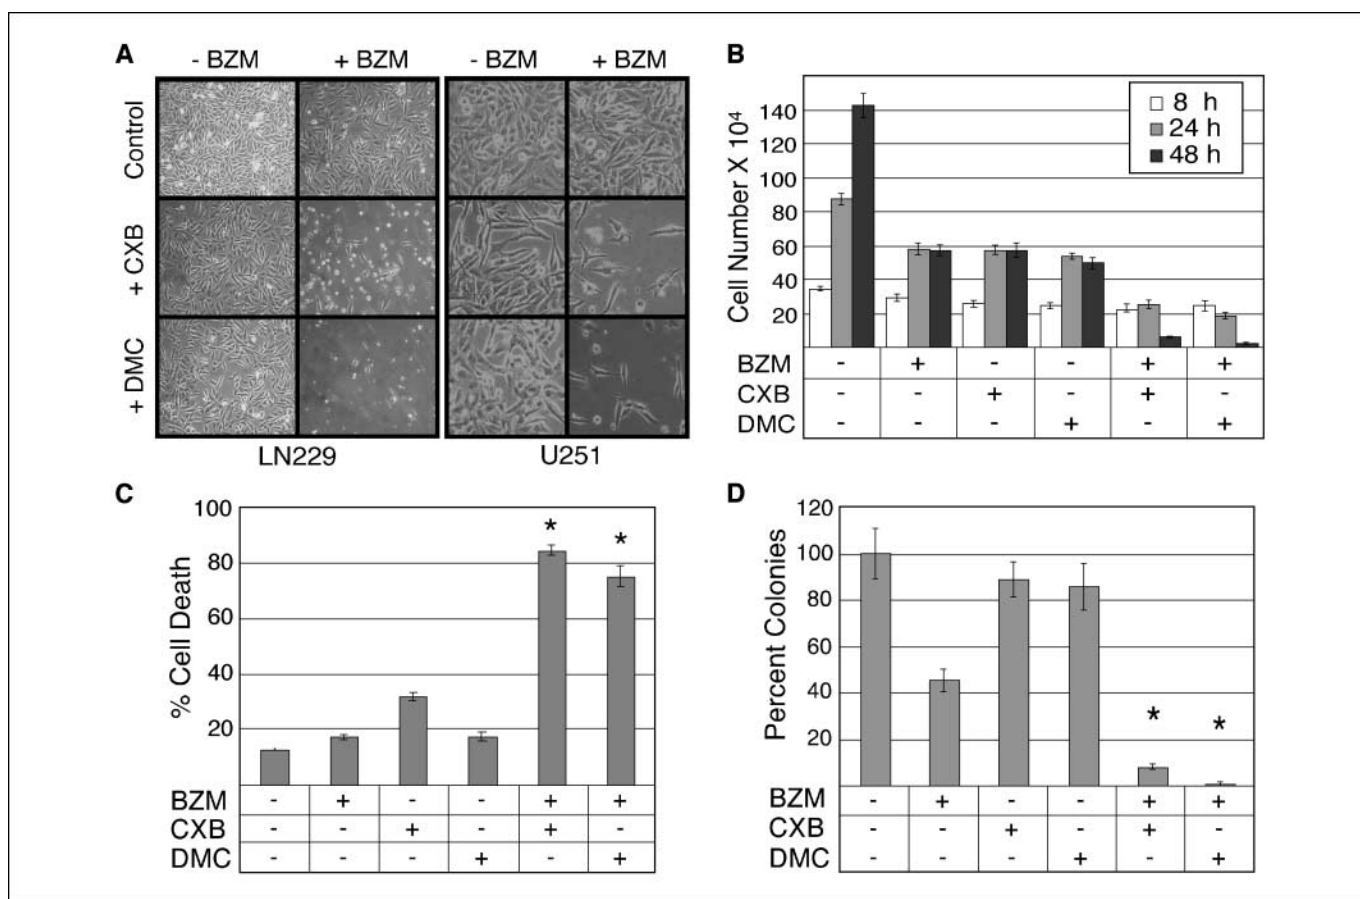 A
- BZM + BZM - BZM + BZM
Control
+ CXB
+ DMC
LN229 U251
B
Cell Number X 10⁴
140
120
100
80
60
40
20
8 h
24 h
48 h
BZM - + - - + +
CXB - - + - + -
DMC - - - + - +
C
% Cell Death
100
80
60
40
20
* *
BZM - + - - + +
CXB - - + - + -
DMC - - - + - +
D
Percent Colonies
120
100
80
60
40
20
* *
BZM - + - - + +
CXB - - + - + -
DMC - - - + - +